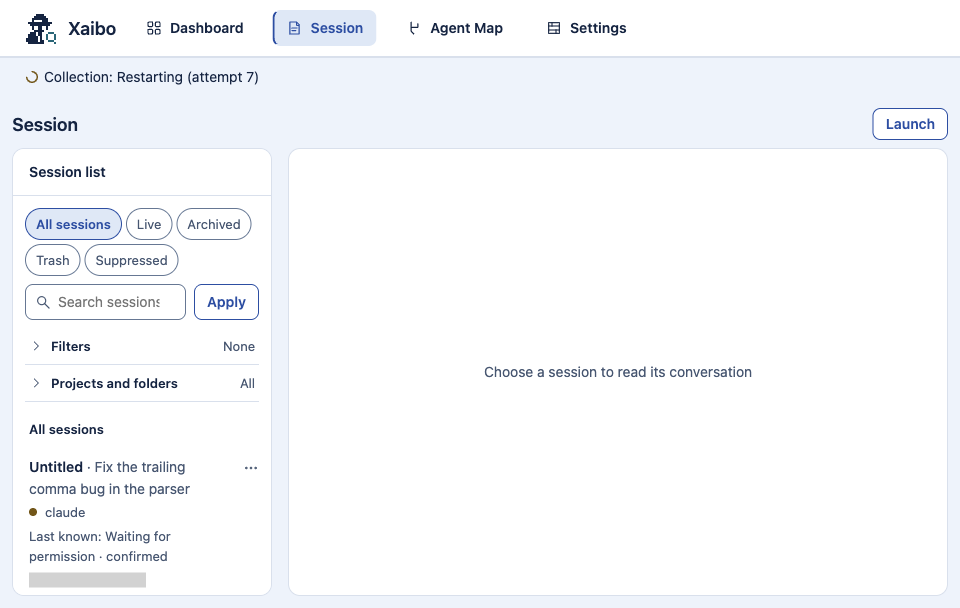 Xaibo
Dashboard
Session
Agent Map
Settings
Collection: Restarting (attempt 7)
Session
Launch
Session list
All sessions
Live
Archived
Trash
Suppressed
Search sessions
Apply
Filters
None
Projects and folders
All
Choose a session to read its conversation
All sessions
Untitled · Fix the trailing
comma bug in the parser
claude
Last known: Waiting for
permission · confirmed